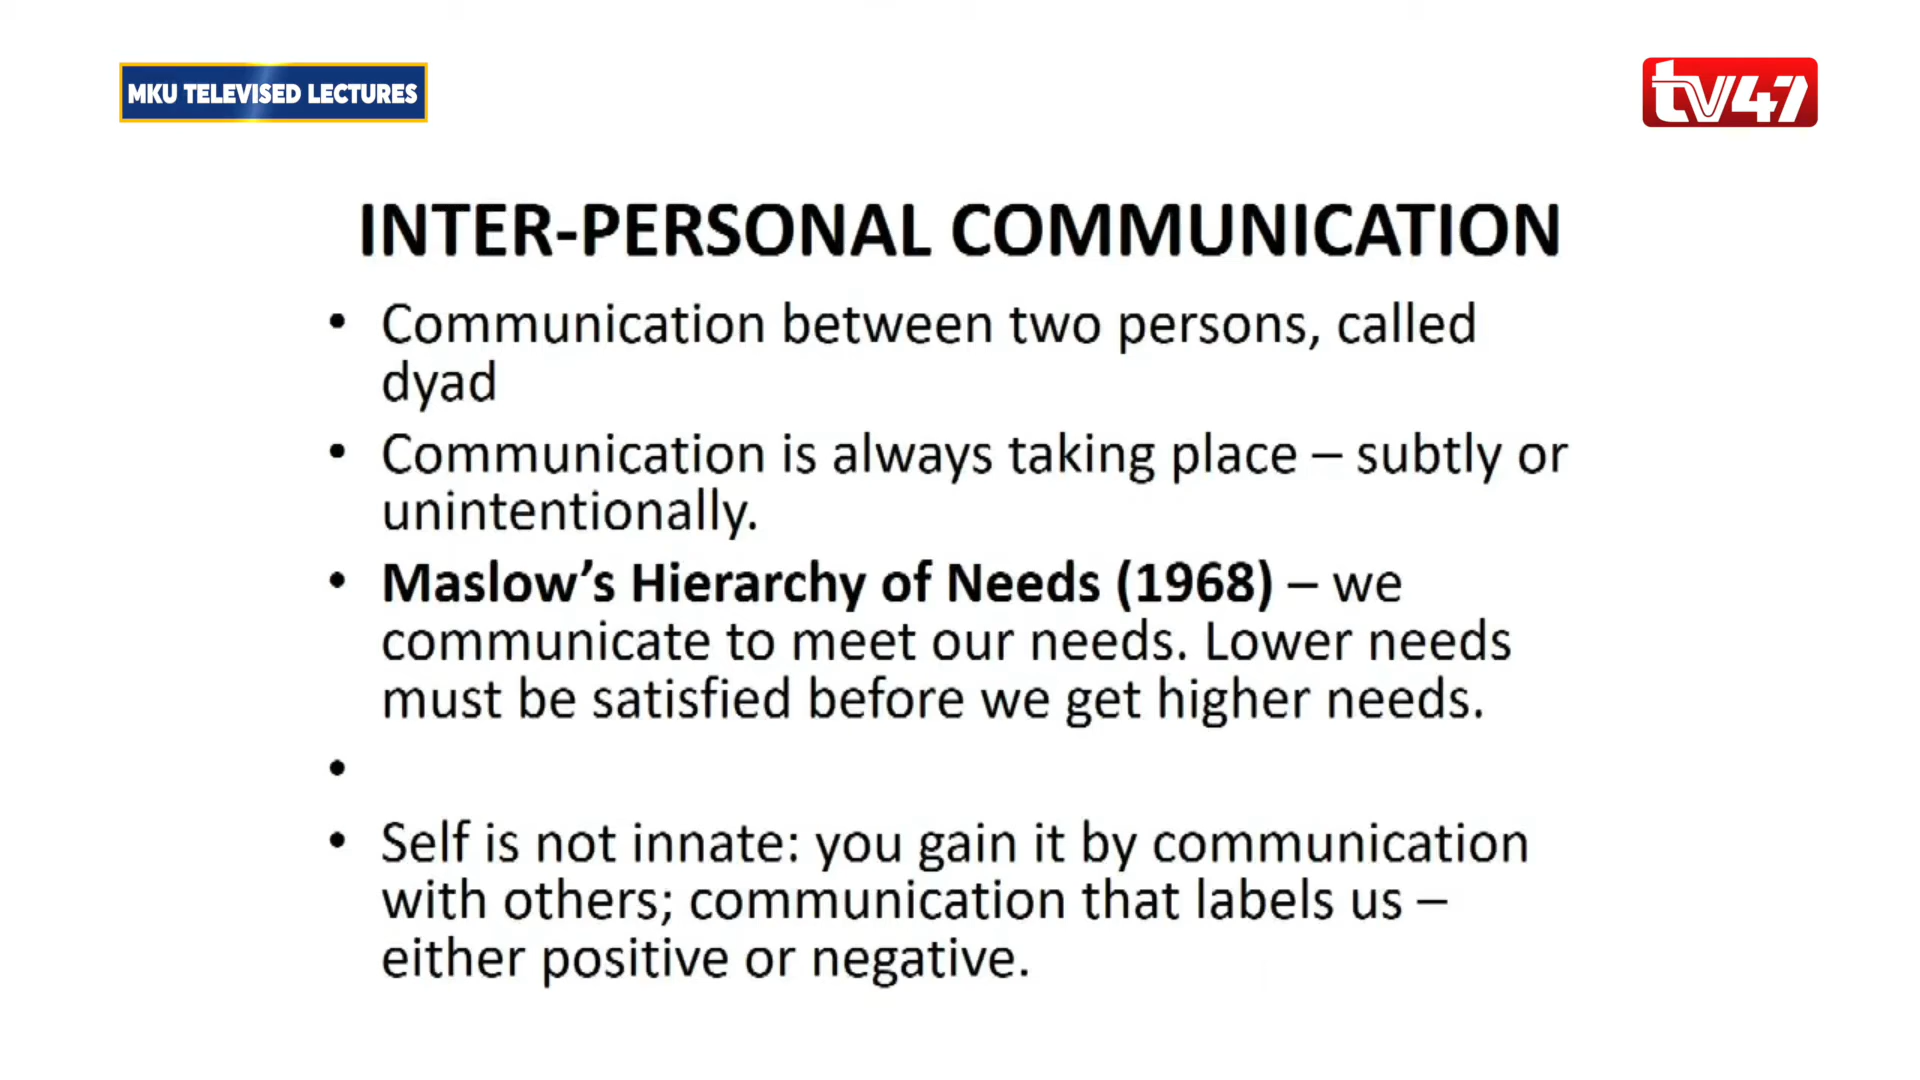 MKU TELEVISED LECTURES
tv47
INTER-PERSONAL COMMUNICATION
• Communication between two persons, called
dyad
• Communication is always taking place – subtly or
unintentionally.
• Maslow’s Hierarchy of Needs (1968) – we
communicate to meet our needs. Lower needs
must be satisfied before we get higher needs.
•
• Self is not innate: you gain it by communication
with others; communication that labels us –
either positive or negative.